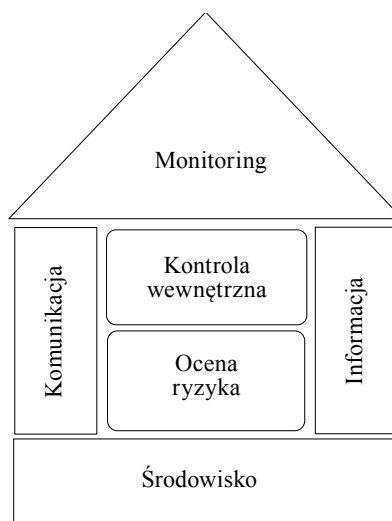 Monitoring
Komunikacja
Kontrola
wewnętrzna
Ocena
ryzyka
Informacja
Środowisko